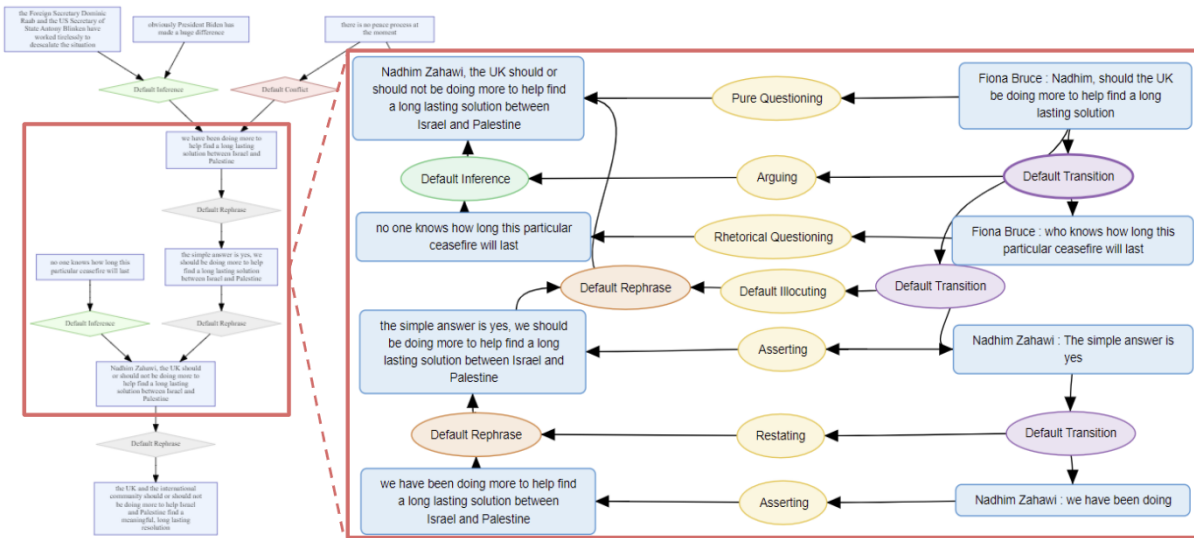 the Foreign Secretary Dominic
Raab and the US Secretary of
State Antony Blinken have
worked tirelessly to
deescalate the situation
obviously President Biden has
made a huge difference
there is no peace process at
the moment
Default Inference
Default Conflict
we have been doing more to
help find a long lasting
solution between Israel and
Palestine
Default Rephrase
no one knows how long this
particular ceasefire will last
the simple answer is yes, we
should be doing more to help
find a long lasting solution
between Israel and Palestine
Default Inference
Default Rephrase
Nadhim Zahawi, the UK should
or should not be doing more to
help find a long lasting
solution between Israel and
Palestine
Default Rephrase
the UK and the international
community should or should not
be doing more to help Israel
and Palestine find a
meaningful, long lasting
resolution
Nadhim Zahawi, the UK should or
should not be doing more to help find
a long lasting solution between
Israel and Palestine
Pure Questioning
Fiona Bruce : Nadhim, should the UK
be doing more to help find a long
lasting solution
Default Inference
Arguing
Default Transition
no one knows how long this particular
ceasefire will last
Rhetorical Questioning
Fiona Bruce : who knows how long this
particular ceasefire will last
Default Rephrase
Default Illocuting
Default Transition
the simple answer is yes, we should
be doing more to help find a long
lasting solution between Israel and
Palestine
Asserting
Nadhim Zahawi : The simple answer is
yes
Default Rephrase
Restating
Default Transition
we have been doing more to help find
a long lasting solution between
Israel and Palestine
Asserting
Nadhim Zahawi : we have been doing